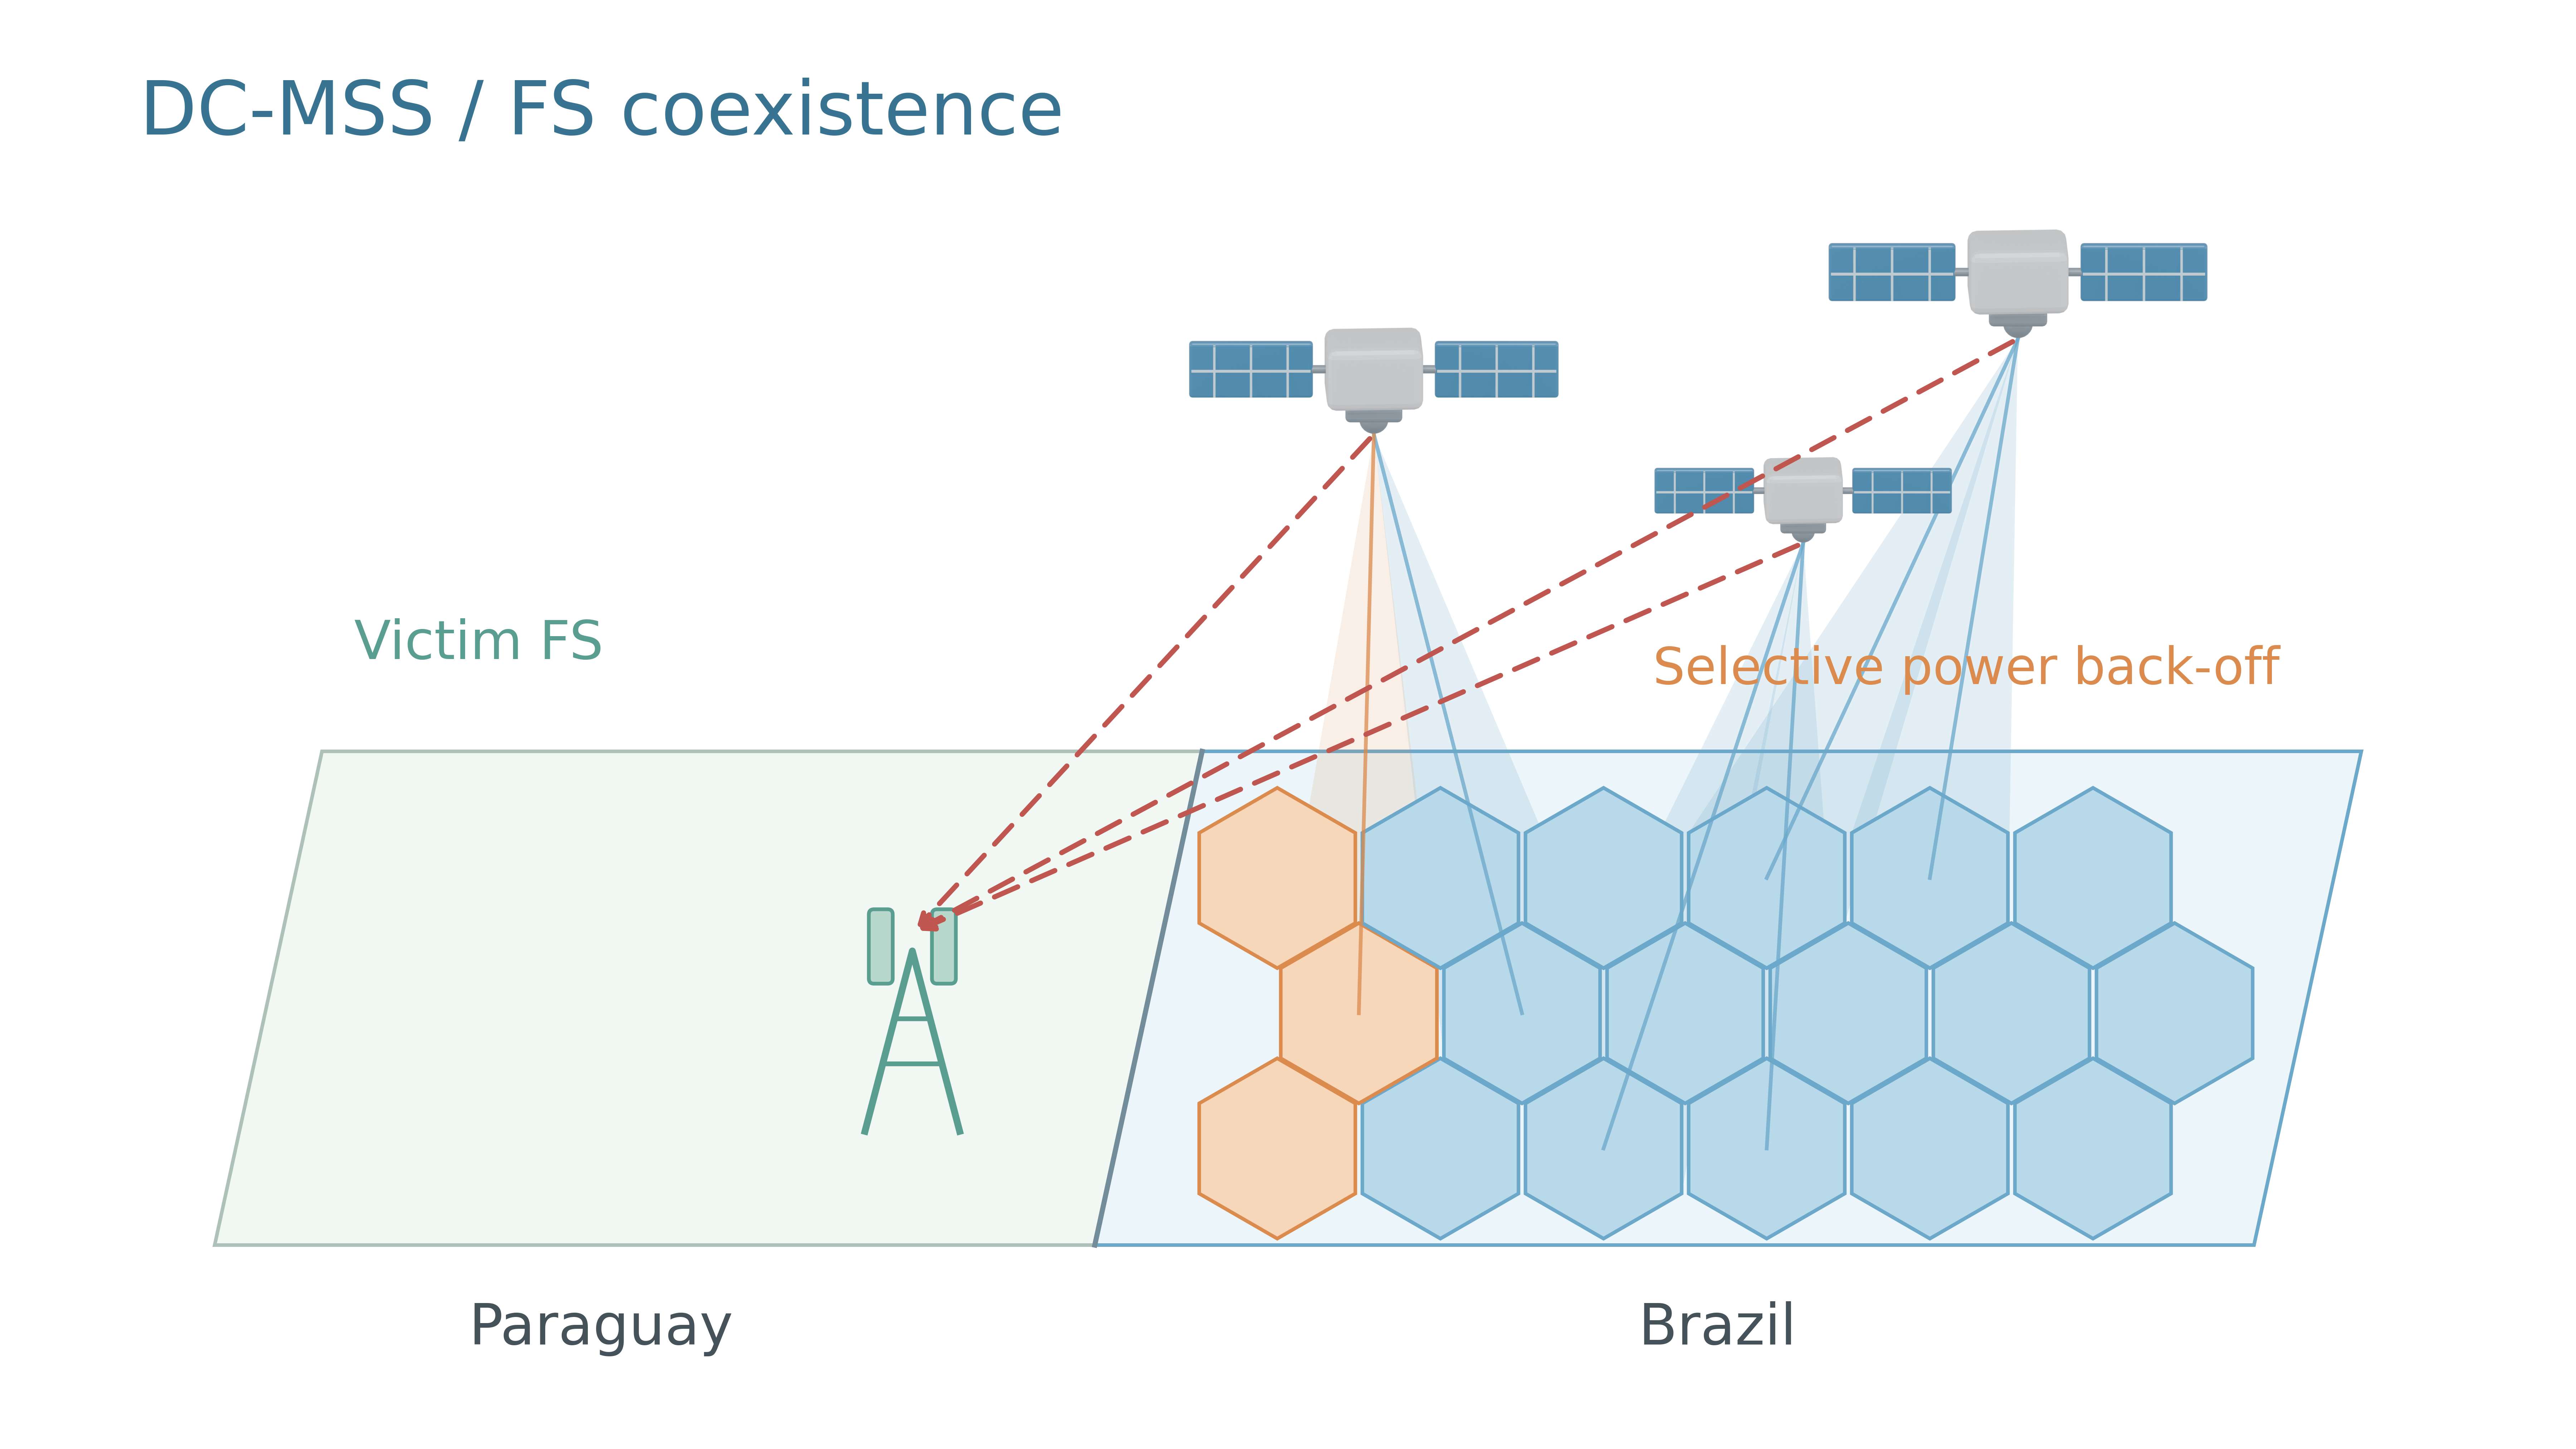 DC-MSS / FS coexistence
Victim FS
Selective power back-off
Paraguay
Brazil